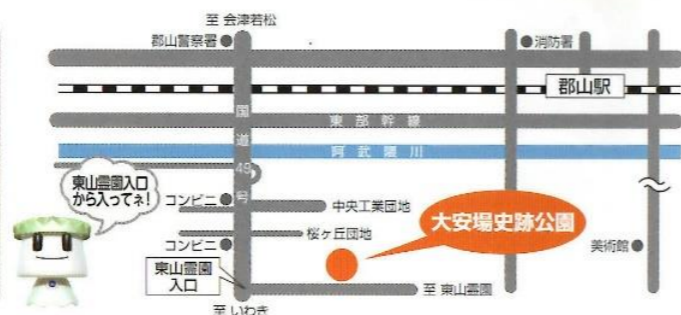 至 会津若松
郡山警察署
消防署
郡山駅
東部幹線
阿武隈川
国道49号
東山霊園入口
から入ってネ!
コンビニ
中央工業団地
大安場史跡公園
桜ヶ丘団地
コンビニ
美術館
東山霊園
入口
至 東山霊園
至 いわき